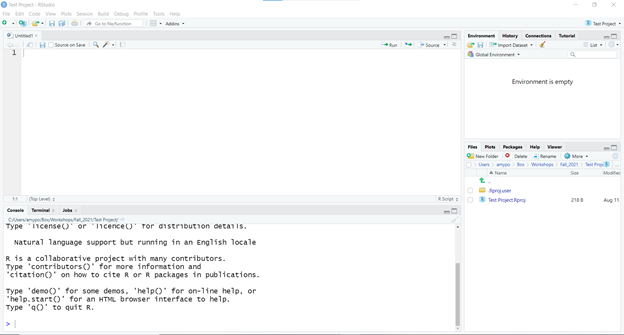 Test Project - RStudio
File Edit Code View Plots Session Build Debug Profile Tools Help
Go to file/function
Addins
Test Project
Untitled1
Source on Save
Run
Source
1
1:1 (Top Level) R Script
Console Terminal Jobs
C:/Users/amypo/Box/Workshops/Fall_2021/Test Project/
Type 'license()' or 'licence()' for distribution details.
Natural language support but running in an English locale
R is a collaborative project with many contributors.
Type 'contributors()' for more information and
'citation()' on how to cite R or R packages in publications.
Type 'demo()' for some demos, 'help()' for on-line help, or
'help.start()' for an HTML browser interface to help.
Type 'q()' to quit R.
>
Environment History Connections Tutorial
Import Dataset
List
Global Environment
Environment is empty
Files Plots Packages Help Viewer
New Folder Delete Rename More
Users amypo Box Workshops Fall_2021 Test Proj
Name Size Modified
..
.Rproj.user
Test Project.Rproj 218 B Aug 11